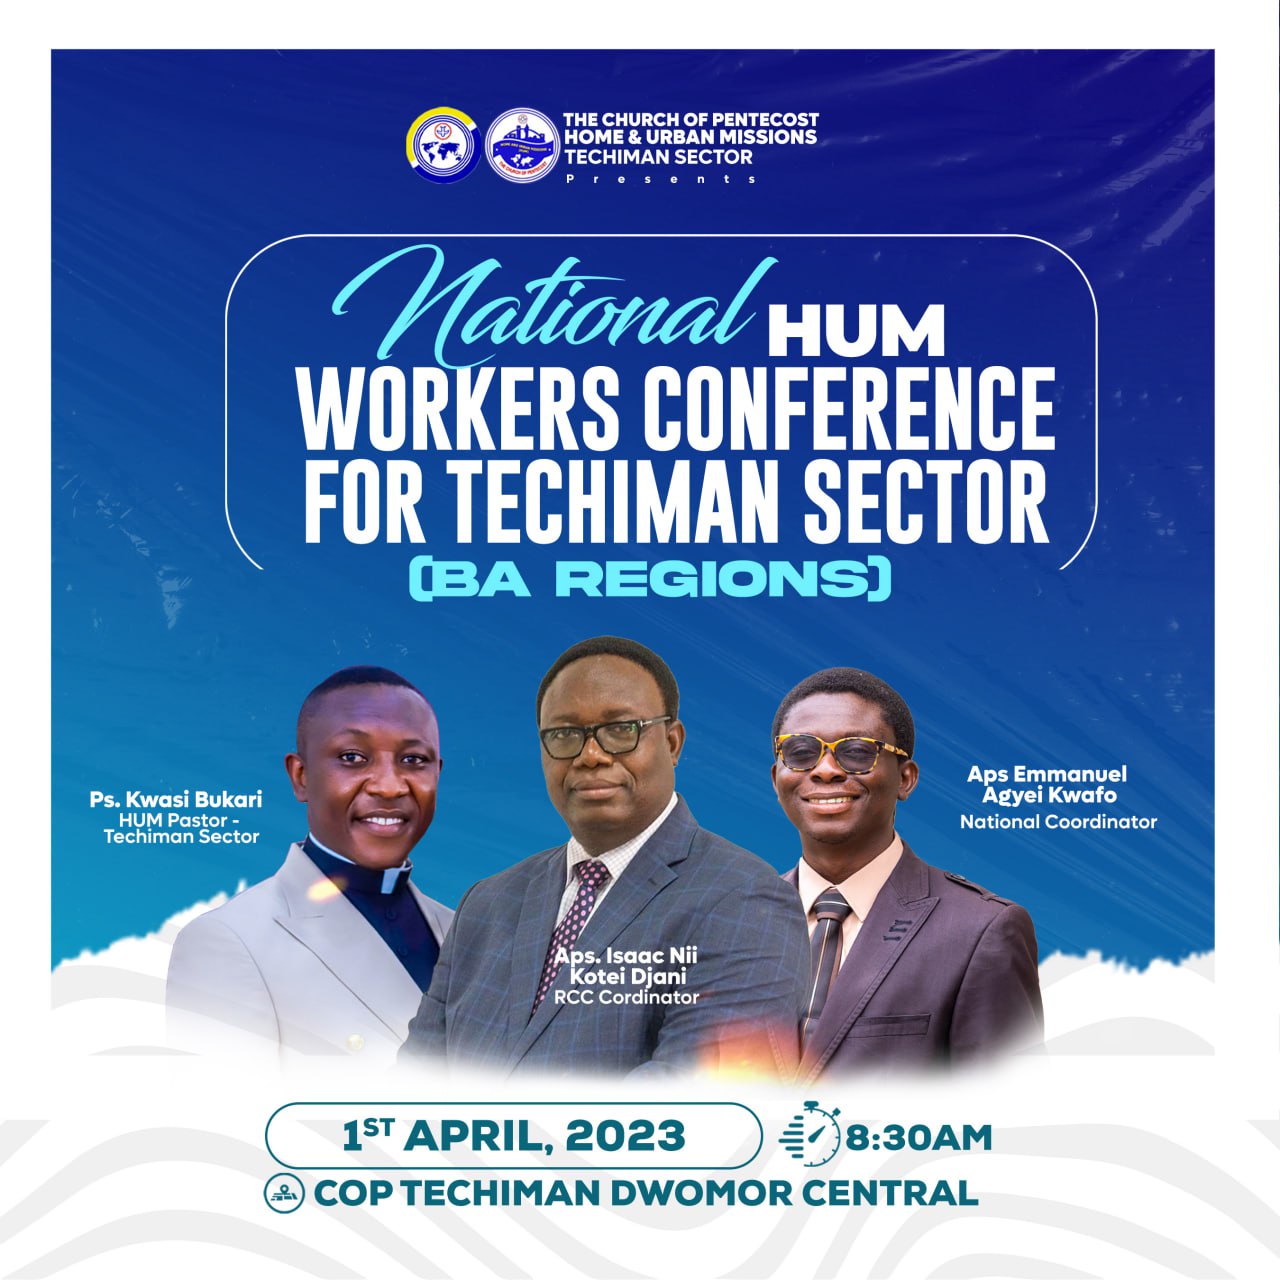 THE CHURCH OF PENTECOST
HOME & URBAN MISSIONS
TECHIMAN SECTOR
Presents
National HUM
WORKERS CONFERENCE
FOR TECHIMAN SECTOR
(BA REGIONS)
Ps. Kwasi Bukari
HUM Pastor -
Techiman Sector
Aps. Isaac Nii
Kotei Djani
RCC Cordinator
Aps Emmanuel
Agyei Kwafo
National Coordinator
1ST APRIL, 2023
8:30AM
COP TECHIMAN DWOMOR CENTRAL